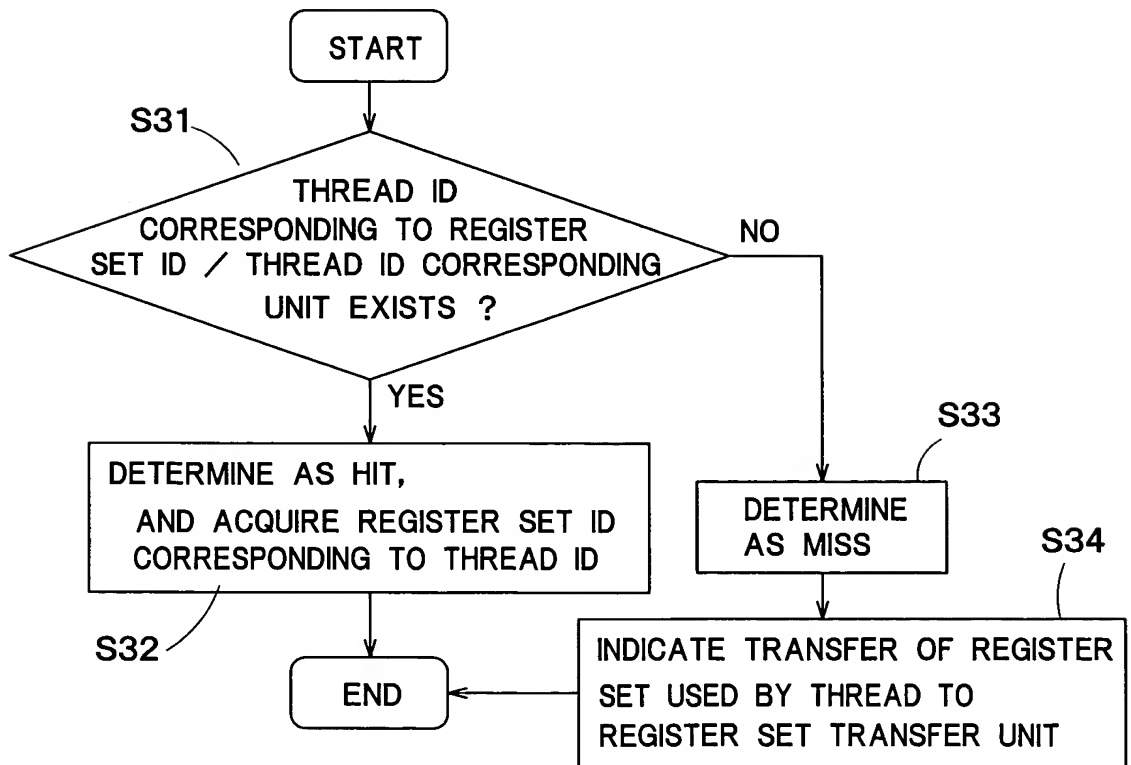 START
S31
THREAD ID
CORRESPONDING TO REGISTER
SET ID / THREAD ID CORRESPONDING
UNIT EXISTS ?
NO
YES
S33
DETERMINE AS HIT,
AND ACQUIRE REGISTER SET ID
CORRESPONDING TO THREAD ID
DETERMINE
AS MISS
S34
S32
INDICATE TRANSFER OF REGISTER
SET USED BY THREAD TO
REGISTER SET TRANSFER UNIT
END